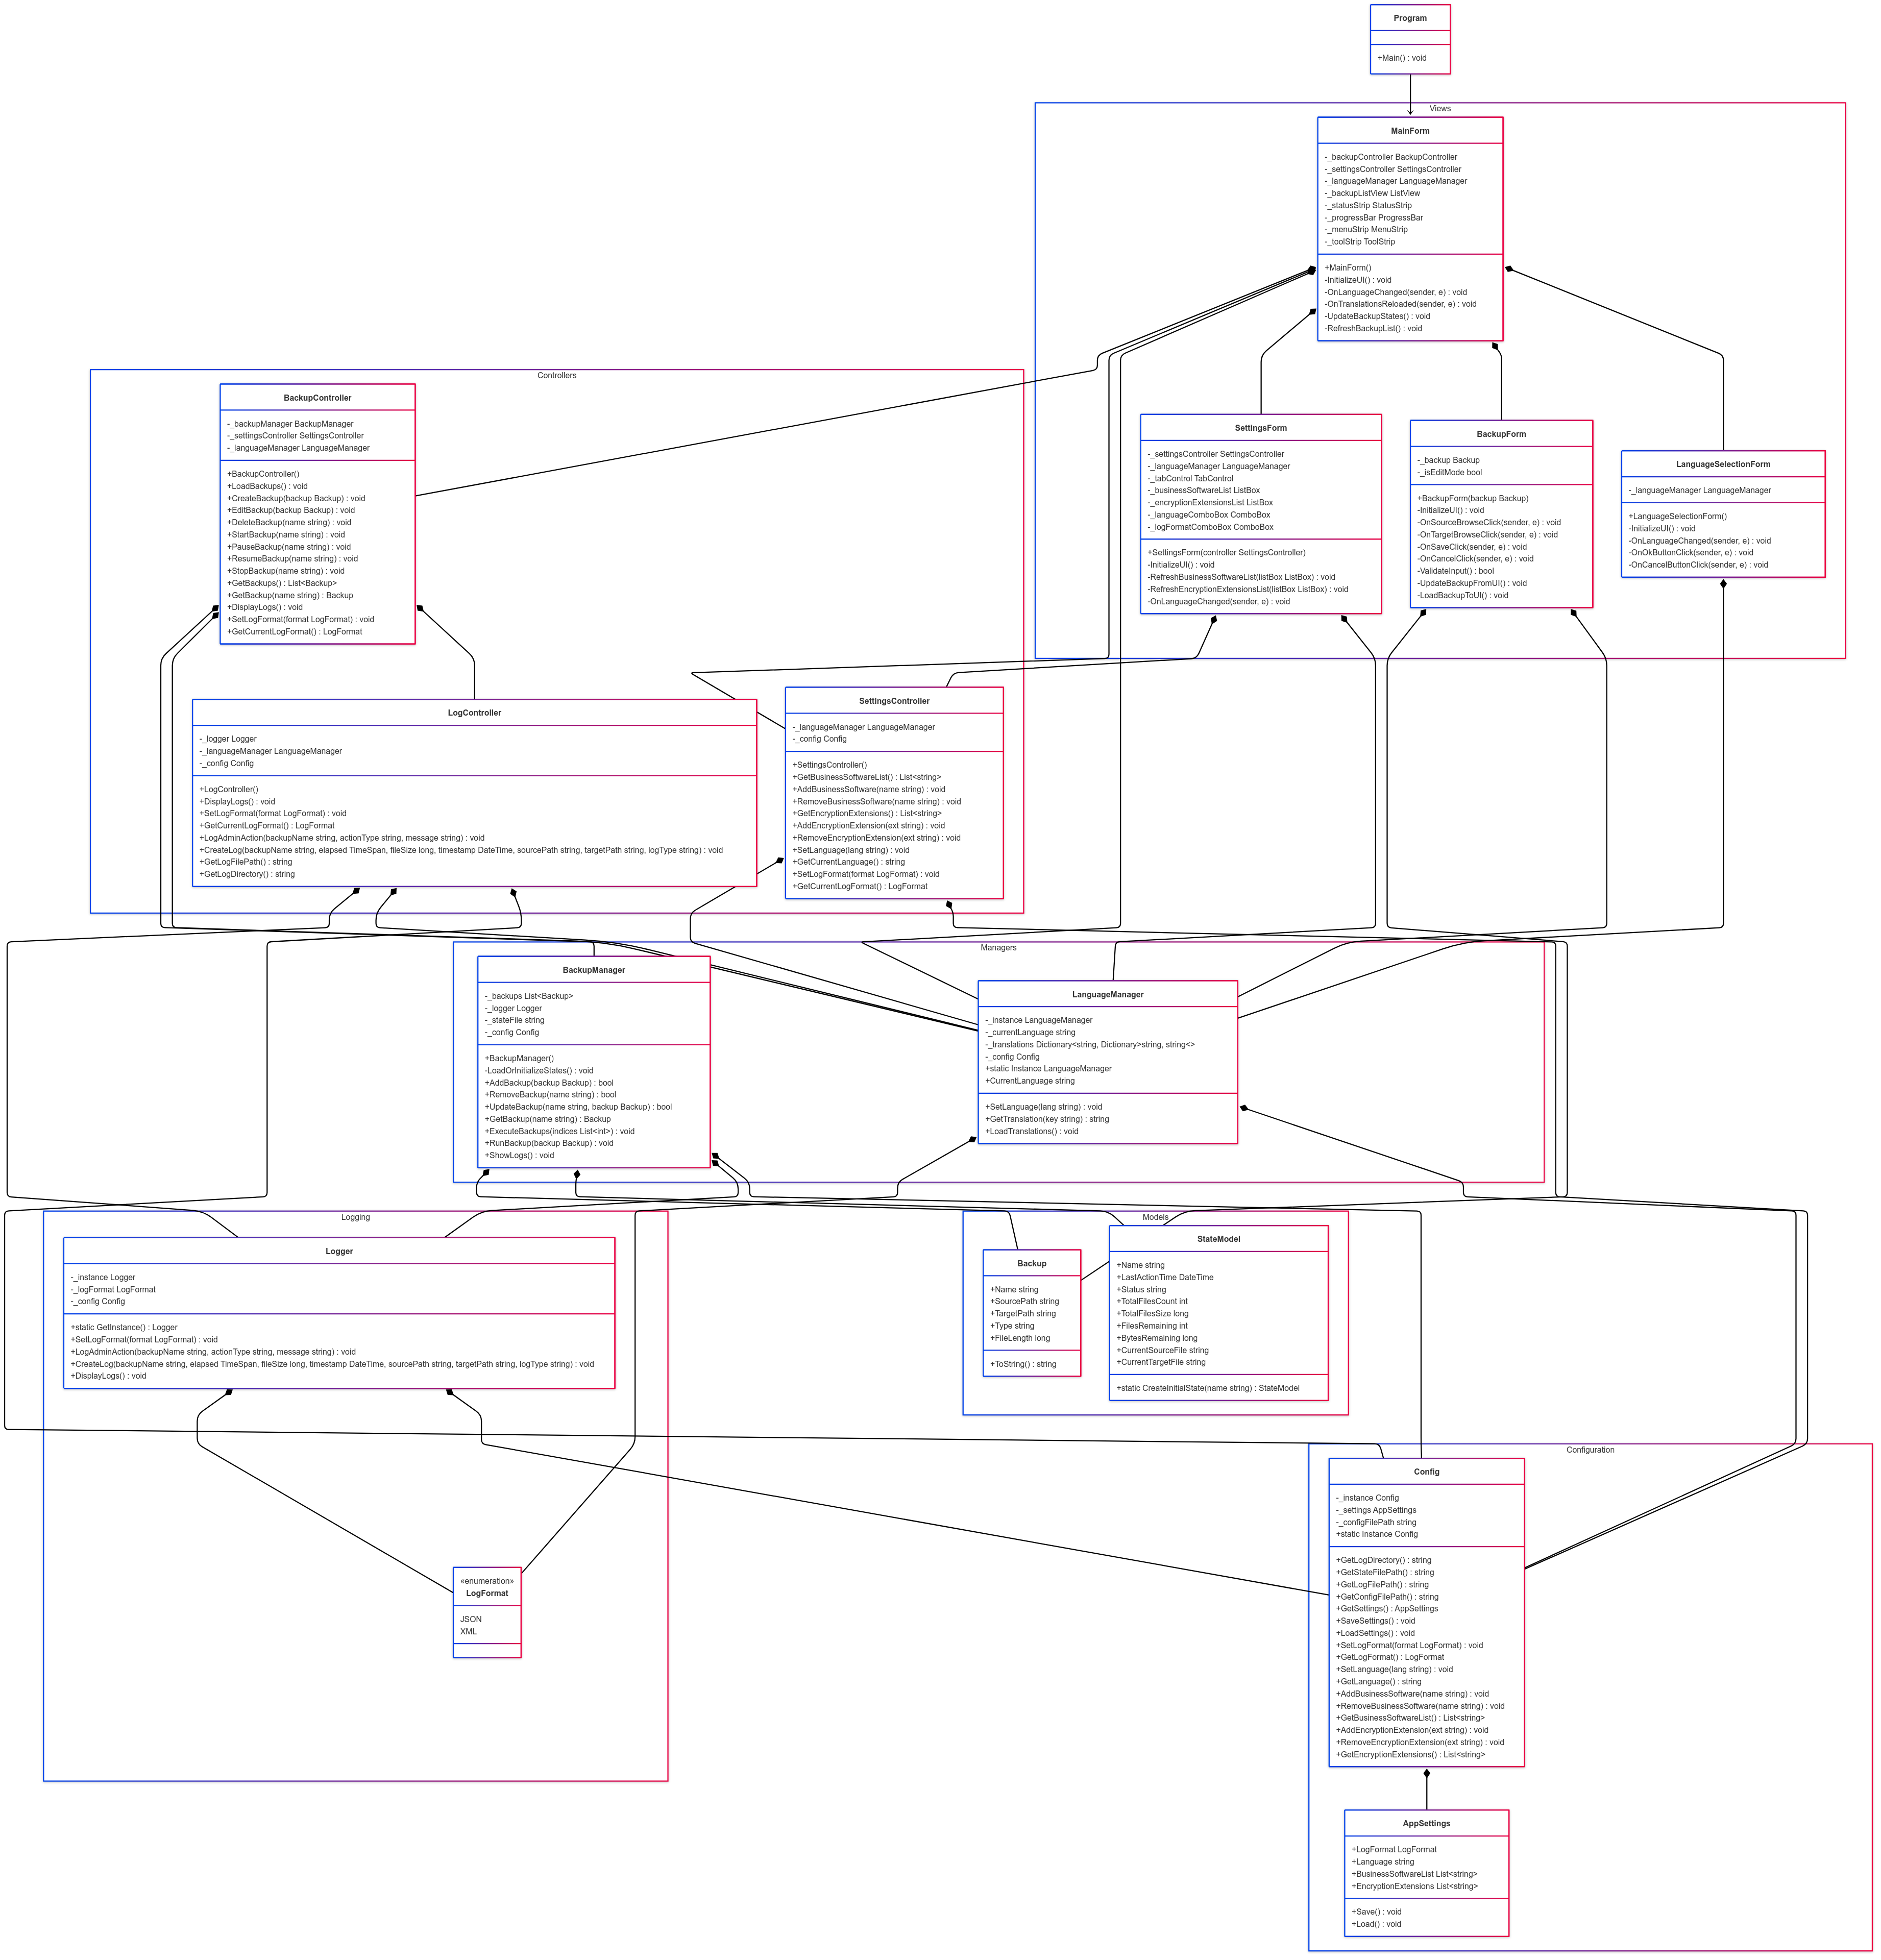 Program
+Main() : void
Views
MainForm
-_backupController BackupController
-_settingsController SettingsController
-_languageManager LanguageManager
-_backupListView ListView
-_statusStrip StatusStrip
-_progressBar ProgressBar
-_menuStrip MenuStrip
-_toolStrip ToolStrip
+MainForm()
-InitializeUI() : void
-OnLanguageChanged(sender, e) : void
-OnTranslationsReloaded(sender, e) : void
-UpdateBackupStates() : void
-RefreshBackupList() : void
SettingsForm
-_settingsController SettingsController
-_languageManager LanguageManager
-_tabControl TabControl
-_businessSoftwareList ListBox
-_encryptionExtensionsList ListBox
-_languageComboBox ComboBox
-_logFormatComboBox ComboBox
+SettingsForm(controller SettingsController)
-InitializeUI() : void
-RefreshBusinessSoftwareList(listBox ListBox) : void
-RefreshEncryptionExtensionsList(listBox ListBox) : void
-OnLanguageChanged(sender, e) : void
BackupForm
-_backup Backup
-_isEditMode bool
+BackupForm(backup Backup)
-InitializeUI() : void
-OnSourceBrowseClick(sender, e) : void
-OnTargetBrowseClick(sender, e) : void
-OnSaveClick(sender, e) : void
-OnCancelClick(sender, e) : void
-ValidateInput() : bool
-UpdateBackupFromUI() : void
-LoadBackupToUI() : void
LanguageSelectionForm
-_languageManager LanguageManager
+LanguageSelectionForm()
-InitializeUI() : void
-OnLanguageChanged(sender, e) : void
-OnOkButtonClick(sender, e) : void
-OnCancelButtonClick(sender, e) : void
Controllers
BackupController
-_backupManager BackupManager
-_settingsController SettingsController
-_languageManager LanguageManager
+BackupController()
+LoadBackups() : void
+CreateBackup(backup Backup) : void
+EditBackup(backup Backup) : void
+DeleteBackup(name string) : void
+StartBackup(name string) : void
+PauseBackup(name string) : void
+ResumeBackup(name string) : void
+StopBackup(name string) : void
+GetBackups() : List<Backup>
+GetBackup(name string) : Backup
+DisplayLogs() : void
+SetLogFormat(format LogFormat) : void
+GetCurrentLogFormat() : LogFormat
LogController
-_logger Logger
-_languageManager LanguageManager
-_config Config
+LogController()
+DisplayLogs() : void
+SetLogFormat(format LogFormat) : void
+GetCurrentLogFormat() : LogFormat
+LogAdminAction(backupName string, actionType string, message string) : void
+CreateLog(backupName string, elapsed TimeSpan, fileSize long, timestamp DateTime, sourcePath string, targetPath string, logType string) : void
+GetLogFilePath() : string
+GetLogDirectory() : string
SettingsController
-_languageManager LanguageManager
-_config Config
+SettingsController()
+GetBusinessSoftwareList() : List<string>
+AddBusinessSoftware(name string) : void
+RemoveBusinessSoftware(name string) : void
+GetEncryptionExtensions() : List<string>
+AddEncryptionExtension(ext string) : void
+RemoveEncryptionExtension(ext string) : void
+SetLanguage(lang string) : void
+GetCurrentLanguage() : string
+SetLogFormat(format LogFormat) : void
+GetCurrentLogFormat() : LogFormat
Managers
BackupManager
-_backups List<Backup>
-_logger Logger
-_stateFile string
-_config Config
+BackupManager()
-LoadOrInitializeStates() : void
+AddBackup(backup Backup) : bool
+RemoveBackup(name string) : bool
+UpdateBackup(name string, backup Backup) : bool
+GetBackup(name string) : Backup
+ExecuteBackups(indices List<int>) : void
+RunBackup(backup Backup) : void
+ShowLogs() : void
LanguageManager
-_instance LanguageManager
-_currentLanguage string
-_translations Dictionary<string, Dictionary>string, string<>
-_config Config
+static Instance LanguageManager
+CurrentLanguage string
+SetLanguage(lang string) : void
+GetTranslation(key string) : string
+LoadTranslations() : void
Logging
Logger
-_instance Logger
-_logFormat LogFormat
-_config Config
+static GetInstance() : Logger
+SetLogFormat(format LogFormat) : void
+LogAdminAction(backupName string, actionType string, message string) : void
+CreateLog(backupName string, elapsed TimeSpan, fileSize long, timestamp DateTime, sourcePath string, targetPath string, logType string) : void
+DisplayLogs() : void
«enumeration»
LogFormat
JSON
XML
Models
Backup
+Name string
+SourcePath string
+TargetPath string
+Type string
+FileLength long
+ToString() : string
StateModel
+Name string
+LastActionTime DateTime
+Status string
+TotalFilesCount int
+TotalFilesSize long
+FilesRemaining int
+BytesRemaining long
+CurrentSourceFile string
+CurrentTargetFile string
+static CreateInitialState(name string) : StateModel
Configuration
Config
-_instance Config
-_settings AppSettings
-_configFilePath string
+static Instance Config
+GetLogDirectory() : string
+GetStateFilePath() : string
+GetLogFilePath() : string
+GetConfigFilePath() : string
+GetSettings() : AppSettings
+SaveSettings() : void
+LoadSettings() : void
+SetLogFormat(format LogFormat) : void
+GetLogFormat() : LogFormat
+SetLanguage(lang string) : void
+GetLanguage() : string
+AddBusinessSoftware(name string) : void
+RemoveBusinessSoftware(name string) : void
+GetBusinessSoftwareList() : List<string>
+AddEncryptionExtension(ext string) : void
+RemoveEncryptionExtension(ext string) : void
+GetEncryptionExtensions() : List<string>
AppSettings
+LogFormat LogFormat
+Language string
+BusinessSoftwareList List<string>
+EncryptionExtensions List<string>
+Save() : void
+Load() : void